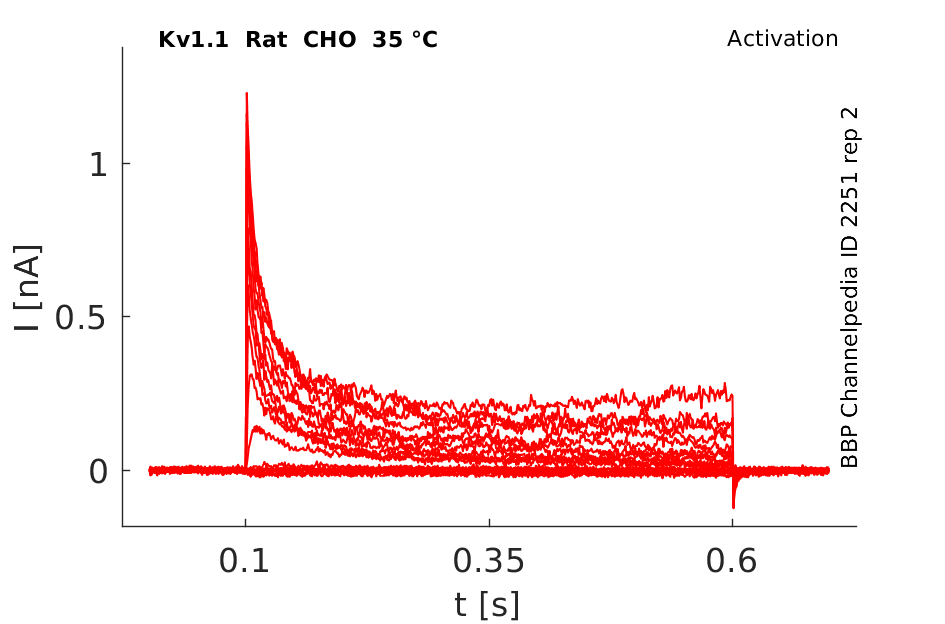 Kv1.1 Rat CHO 35 °C
Activation
BBP Channelpedia ID 2251 rep 2
I [nA]
1
0.5
0
0.1
0.35
0.6
t [s]